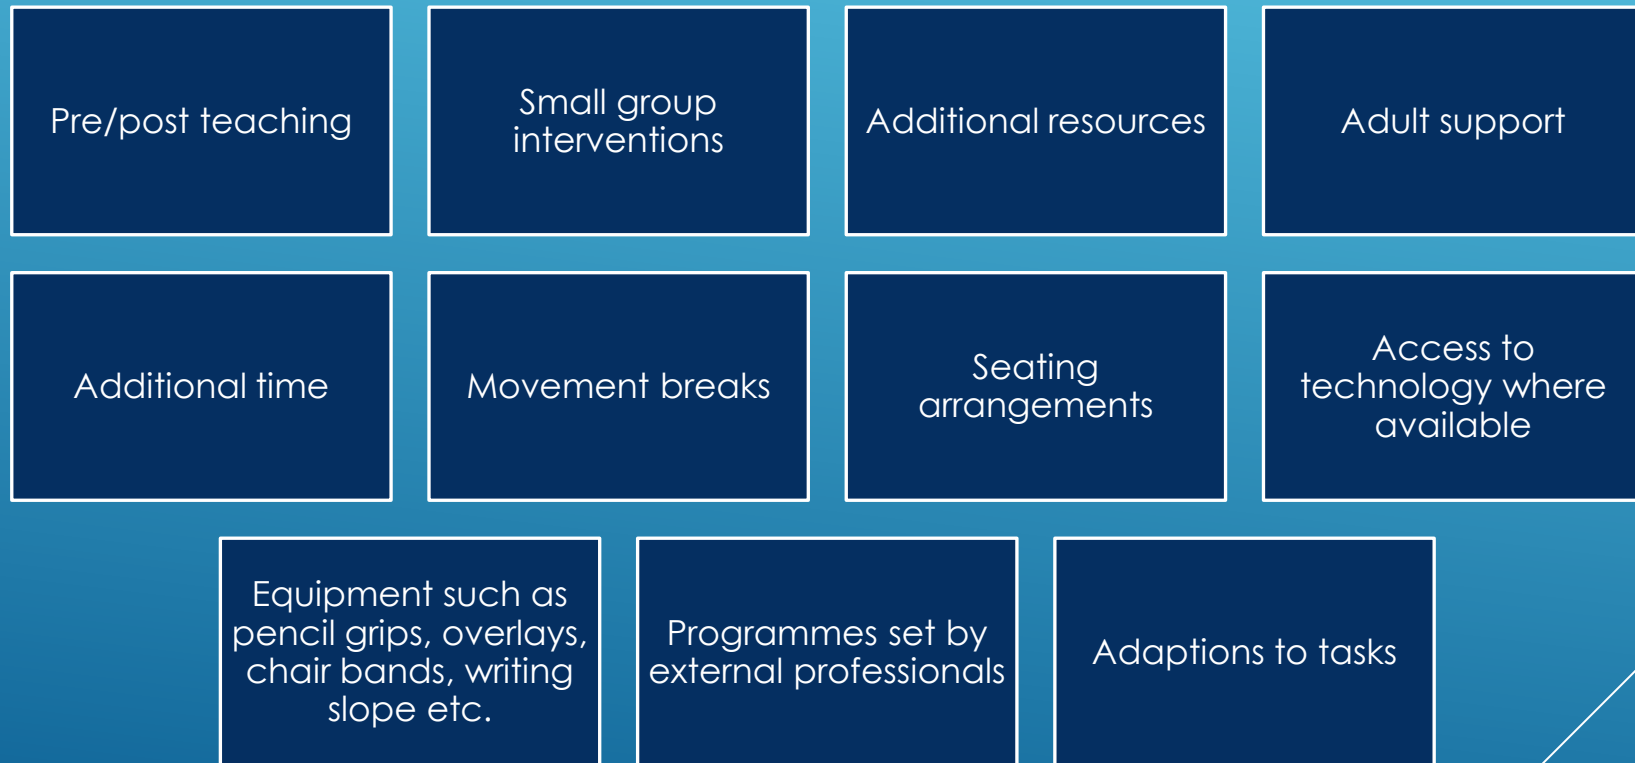 Pre/post teaching
Small group
interventions
Additional resources
Adult support
Additional time
Movement breaks
Seating
arrangements
Access to
technology where
available
Equipment such as
pencil grips, overlays,
chair bands, writing
slope etc.
Programmes set by
external professionals
Adaptions to tasks